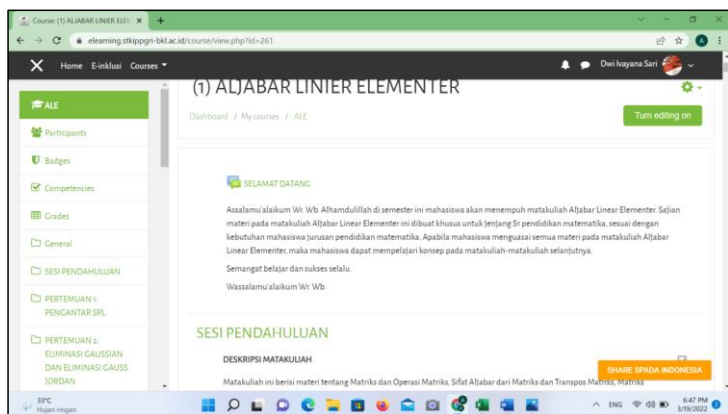 Course: (1) ALJABAR LINIER ELEM
elearning.stkippgri-bkl.ac.id/course/view.php?id=261
Home E-inklusi Courses
Dwi Ivayana Sari
ALE
Participants
Badges
Competencies
Grades
General
SESI PENDAHULUAN
PERTEMUAN 1:
PENGANTAR SPL
PERTEMUAN 2:
ELIMINASI GAUSSIAN
DAN ELUMINASI GAUSS
JORDAN
(1) ALJABAR LINIER ELEMENTER
Dashboard / My courses / ALE
Turn editing on
SELAMAT DATANG
Assalamu'alaikum Wr. Wb. Alhamdulillah di semester ini mahasiswa akan menempuh matakuliah Aljabar Linear Elementer. Sajian
materi pada matakuliah Aljabar Linear Elementer ini dibuat khusus untuk jenjang S1 pendidikan matematika, sesuai dengan
kebutuhan mahasiswa jurusan pendidikan matematika. Apabila mahasiswa menguasai semua materi pada matakuliah Aljabar
Linear Elementer, maka mahasiswa dapat mempelajari konsep pada matakuliah-matakuliah selanjutnya.
Semangat belajar dan sukses selalu.
Wassalamu'alaikum Wr. Wb.
SESI PENDAHULUAN
DESKRIPSI MATAKULIAH
SHARE SPADA INDONESIA
Matakuliah ini berisi materi tentang Matriks dan Operasi Matriks, Sifat Aljabar dari Matriks dan Transpos Matriks, Matriks
33°C
Hujan ringan
ENG
6:47 PM
3/19/2022